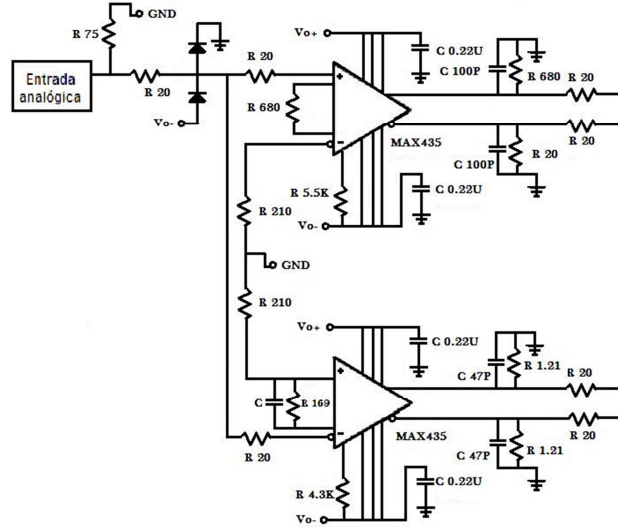 GND
R 75
Entrada
analógica
R 20
Vo-
R 20
R 680
Vo+
C 0.22U
MAX435
R 5.5K
Vo-
C 0.22U
C 100P
R 680
R 20
R 20
C 100P
R 20
R 210
GND
R 210
Vo+
C 0.22U
C
R 169
R 20
MAX435
R 4.3K
Vo-
C 0.22U
C 47P
R 1.21
R 20
R 20
C 47P
R 1.21
+
−
+
−